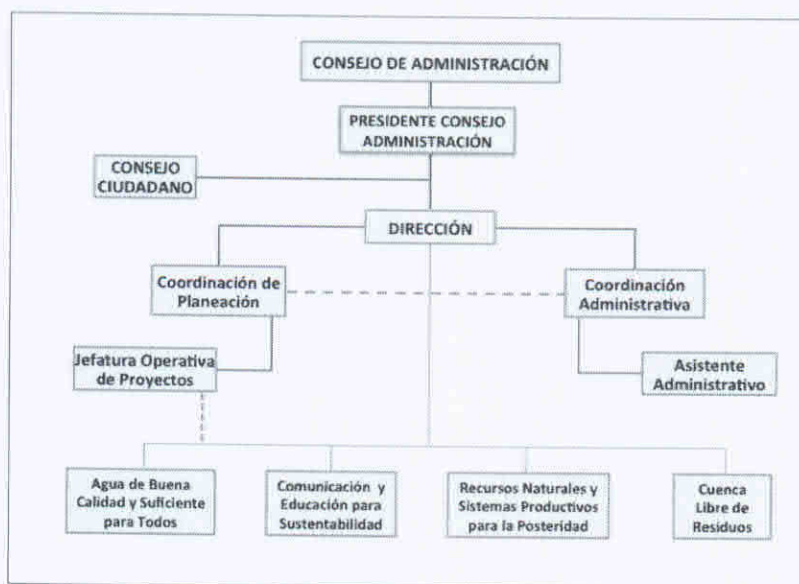 CONSEJO DE ADMINISTRACIÓN
PRESIDENTE CONSEJO
ADMINISTRACIÓN
CONSEJO
CIUDADANO
DIRECCIÓN
Coordinación de
Planeación
Coordinación
Administrativa
Jefatura Operativa
de Proyectos
Asistente
Administrativo
Agua de Buena
Calidad y Suficiente
para Todos
Comunicación y
Educación para
Sustentabilidad
Recursos Naturales y
Sistemas Productivos
para la Posteridad
Cuenca
Libre de
Residuos